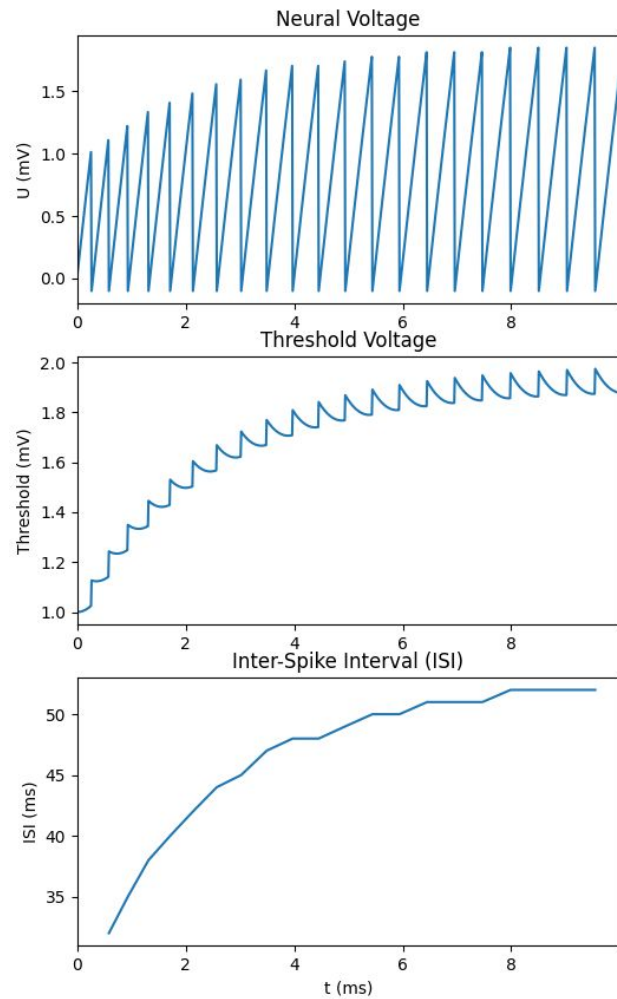 Neural Voltage
U (mV)
1.5
1.0
0.5
0.0
0 2 4 6 8
Threshold Voltage
Threshold (mV)
2.0
1.8
1.6
1.4
1.2
1.0
0 2 4 6 8
Inter-Spike Interval (ISI)
ISI (ms)
50
45
40
35
0 2 4 6 8
t (ms)